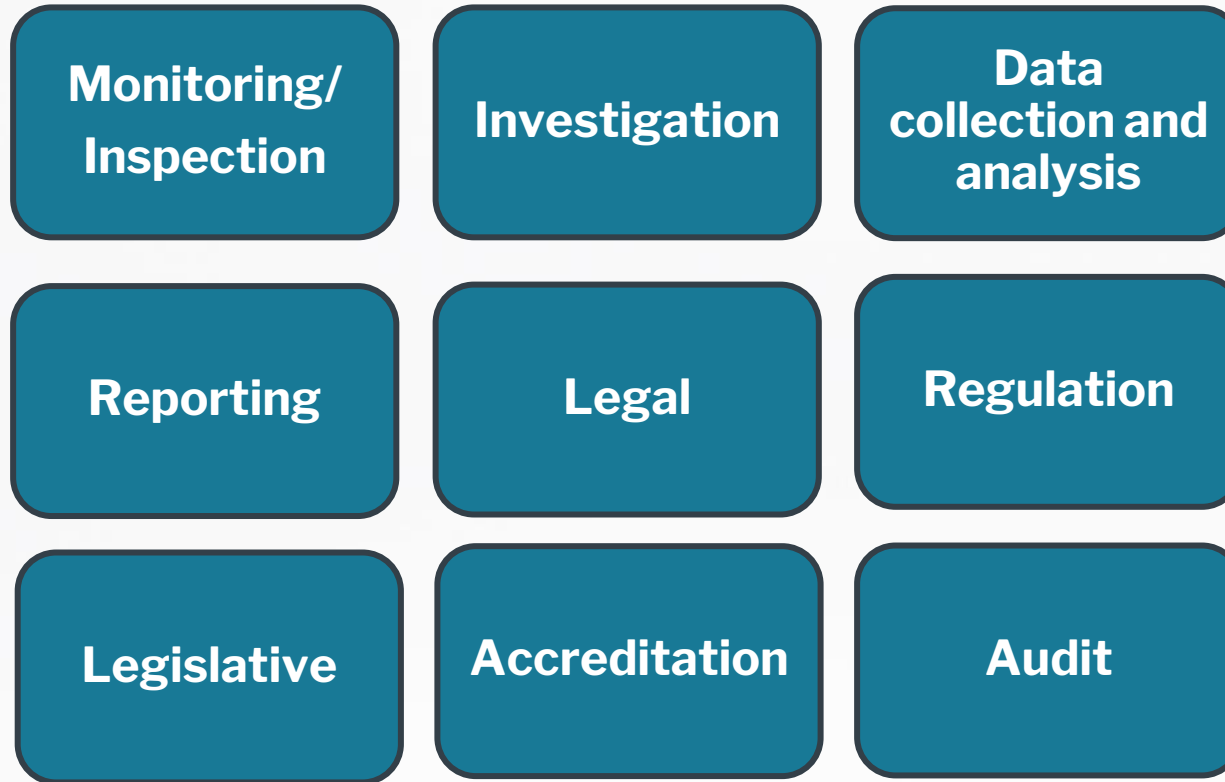 Monitoring/
Inspection
Investigation
Data
collection and
analysis
Reporting
Legal
Regulation
Legislative
Accreditation
Audit